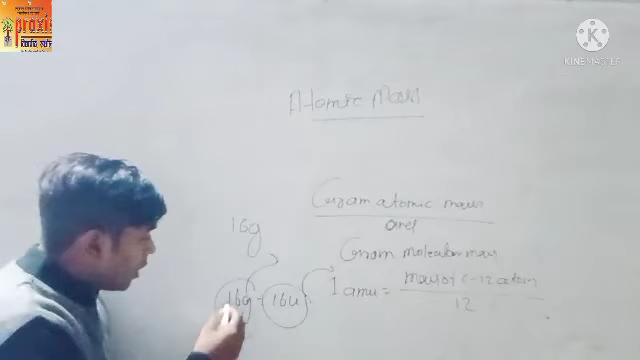 praxis
K
KINEMASTER
Atomic Mass
Gram atomic mass
and
Gram molecular mass
16g
16g - 16u
1 amu = mass of C-12 atom
12